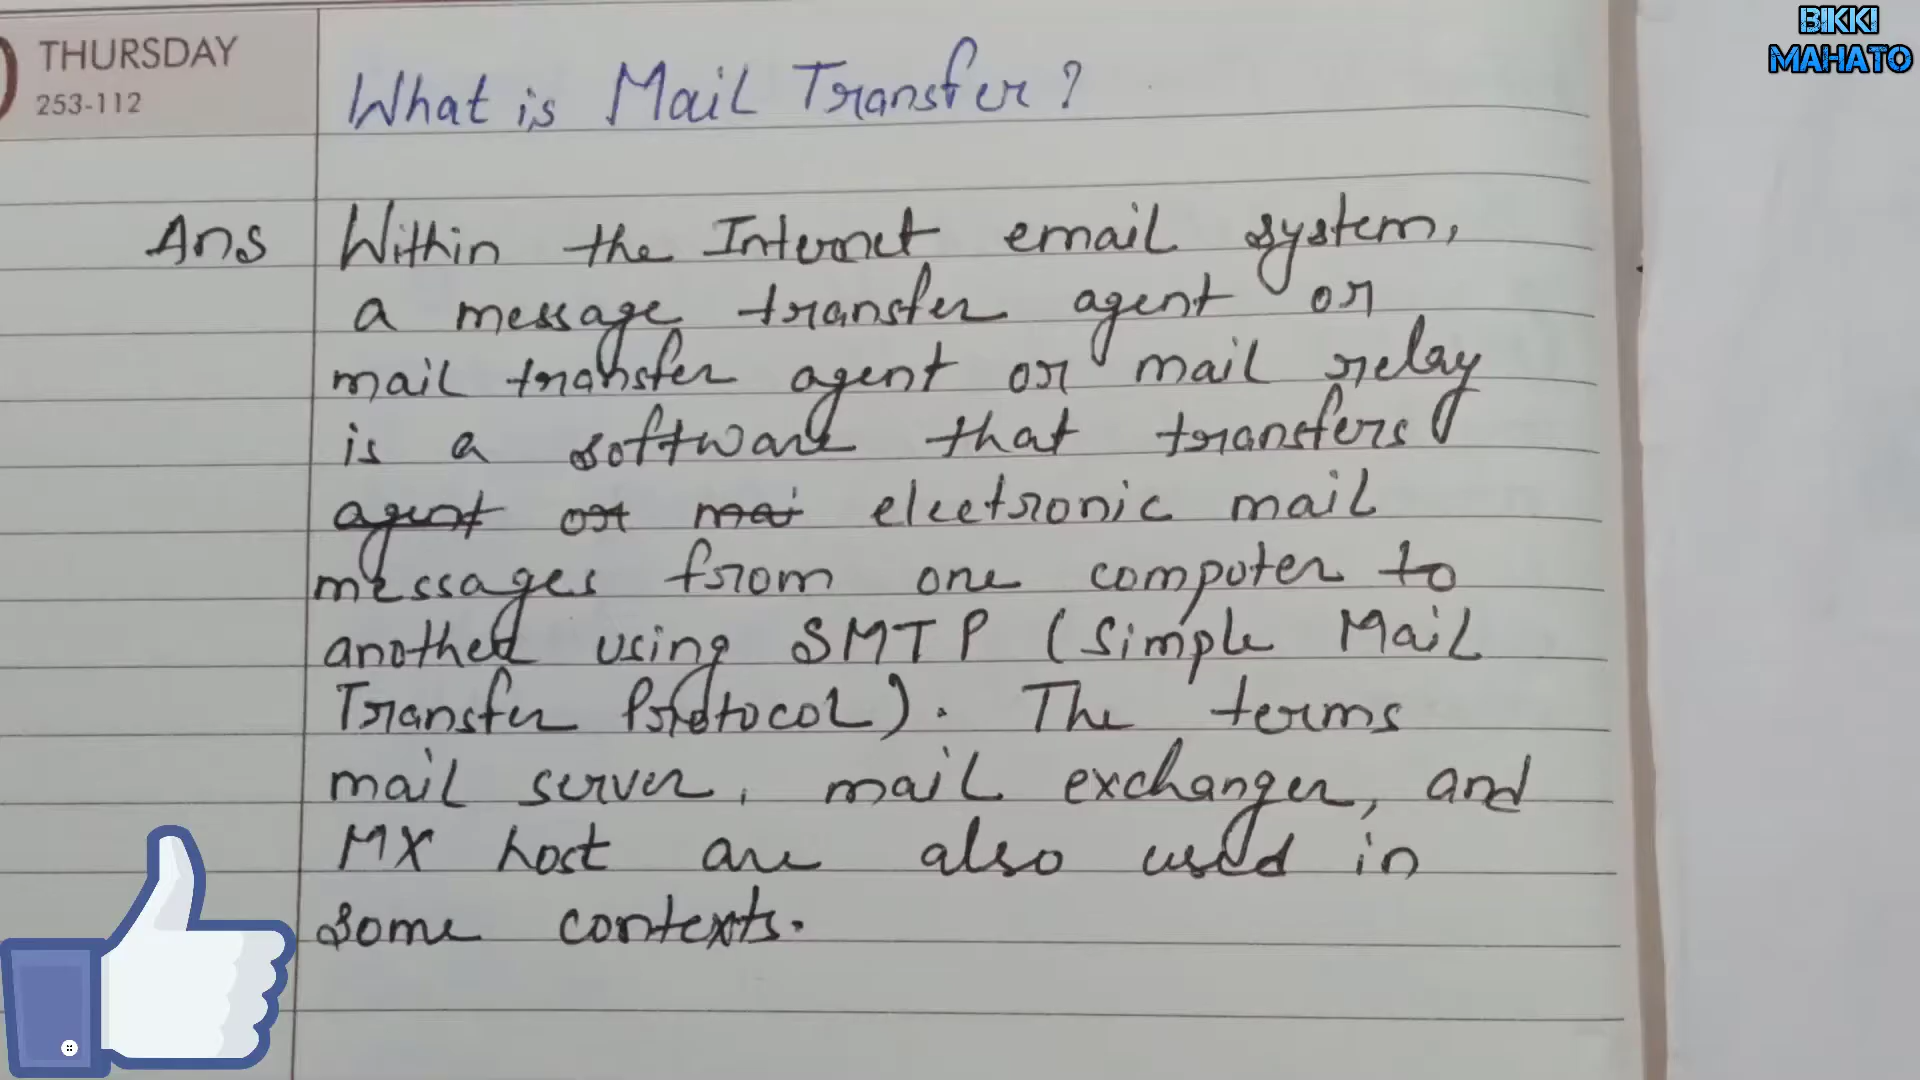 BIKKI
MAHATO
THURSDAY
253-112
What is Mail Transfer?
Ans Within the Internet email system,
a message transfer agent or
mail transfer agent or mail relay
is a software that transfers
agent or mai electronic mail
messages from one computer to
another using SMTP (Simple Mail
Transfer Protocol). The terms
mail server, mail exchanger, and
MX host are also used in
some contexts.